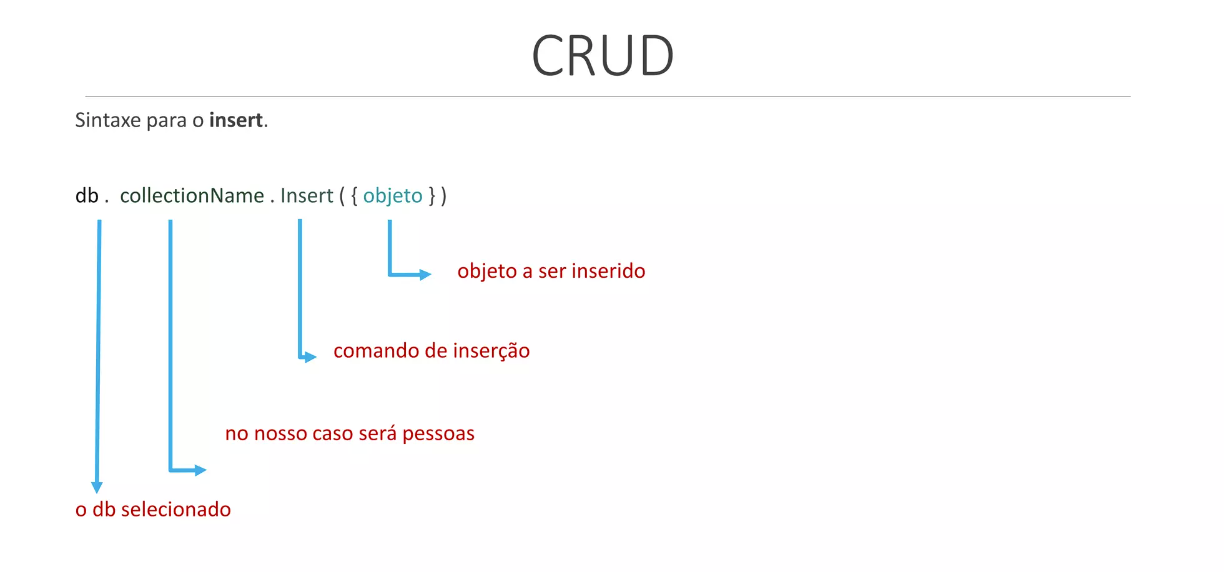 CRUD
Sintaxe para o insert.
db . collectionName . Insert ( { objeto } )
objeto a ser inserido
comando de inserção
no nosso caso será pessoas
o db selecionado